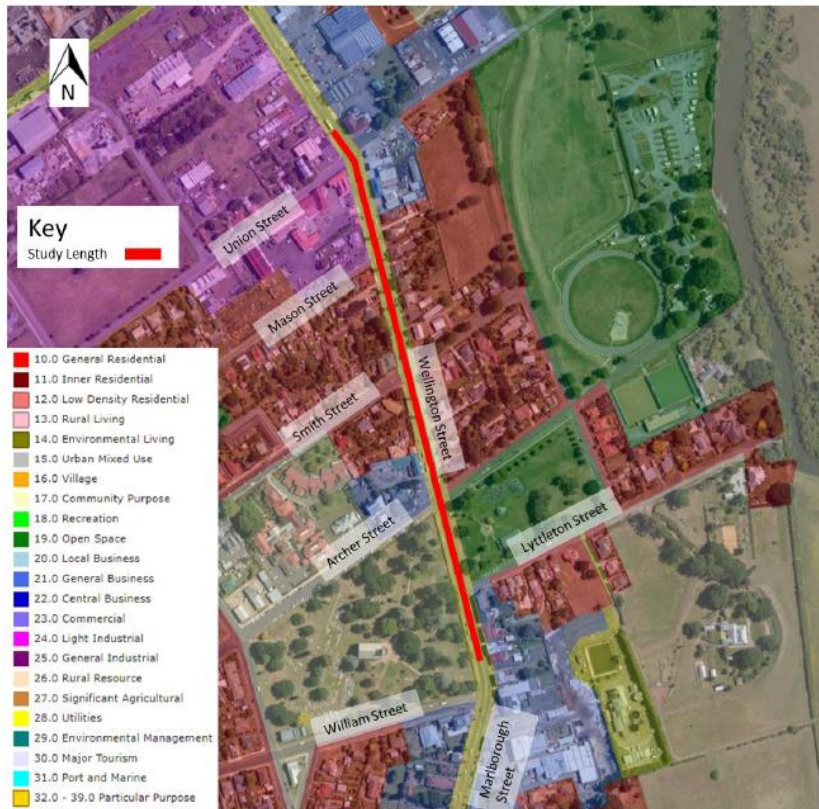 N
Union Street
Key
Study Length
Mason Street
Wellington Street
Smith Street
Archer Street
Lyttleton Street
William Street
Marlborough
Street
10.0 General Residential
11.0 Inner Residential
12.0 Low Density Residential
13.0 Rural Living
14.0 Environmental Living
15.0 Urban Mixed Use
16.0 Village
17.0 Community Purpose
18.0 Recreation
19.0 Open Space
20.0 Local Business
21.0 General Business
22.0 Central Business
23.0 Commercial
24.0 Light Industrial
25.0 General Industrial
26.0 Rural Resource
27.0 Significant Agricultural
28.0 Utilities
29.0 Environmental Management
30.0 Major Tourism
31.0 Port and Marine
32.0 - 39.0 Particular Purpose